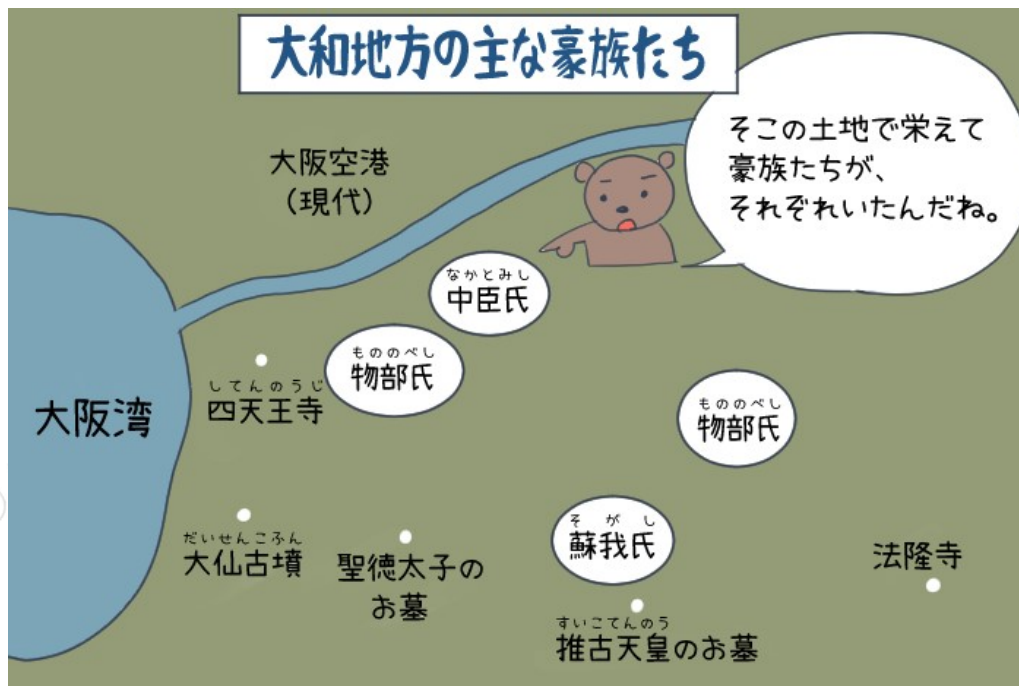 大和地方の主な豪族たち
そこの土地で栄えて
豪族たちが、
それぞれいたんだね。
大阪空港
（現代）
なかとみし
中臣氏
もののべし
物部氏
してんのうじ
四天王寺
大阪湾
もののべし
物部氏
だいせんこふん
大仙古墳
聖徳太子の
お墓
そがし
蘇我氏
法隆寺
すいこてんのう
推古天皇のお墓